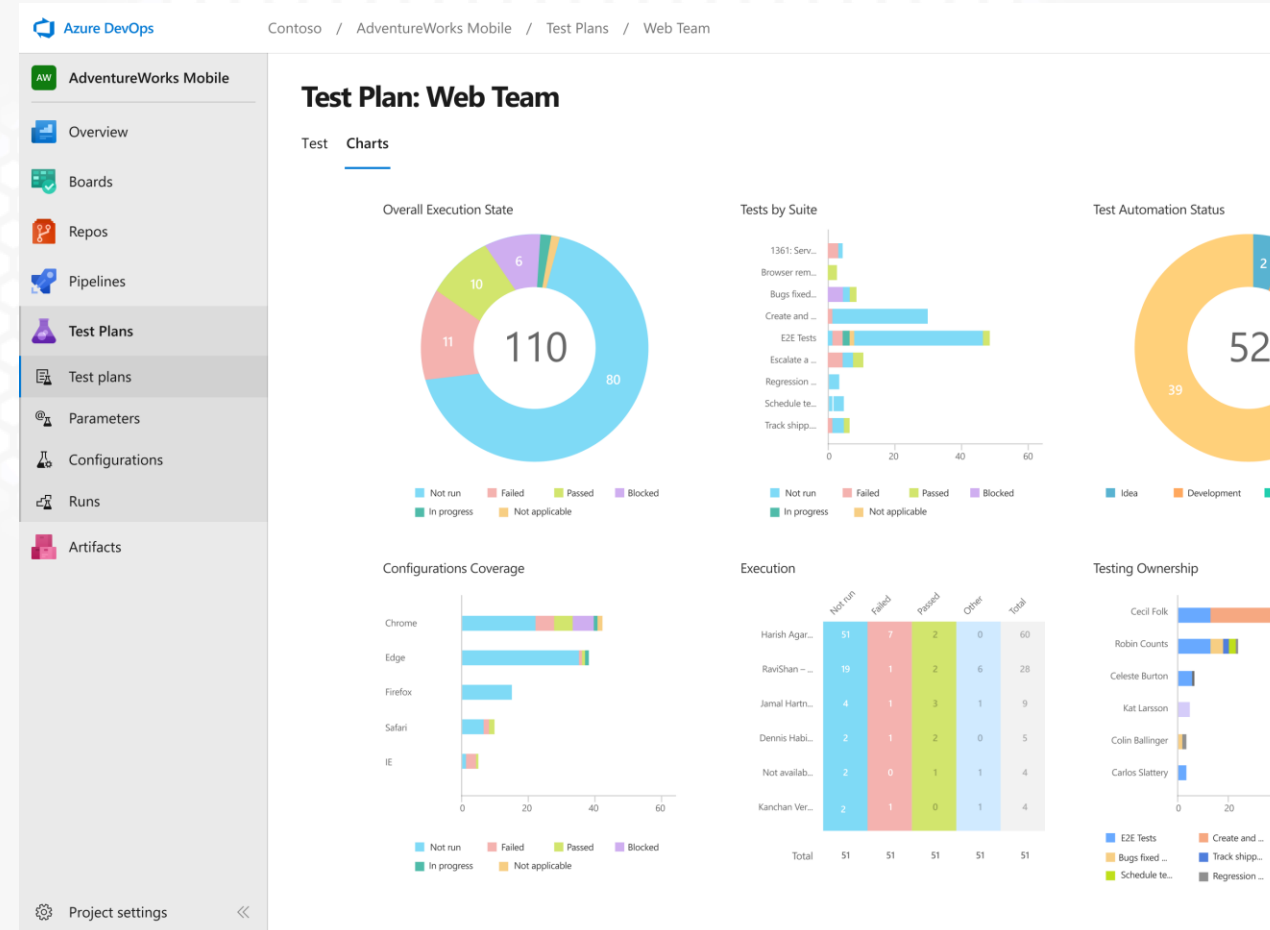 Azure DevOps
Contoso / AdventureWorks Mobile / Test Plans / Web Team
AW AdventureWorks Mobile
Overview
Boards
Repos
Pipelines
Test Plans
Test plans
Parameters
Configurations
Runs
Artifacts
Project settings
Test Plan: Web Team
Test Charts
Overall Execution State
6
10
11
110
80
Not run Failed Passed Blocked
In progress Not applicable
Tests by Suite
1361: Serv...
Browser rem...
Bugs fixed...
Create and ...
E2E Tests
Escalate a ...
Regression ...
Schedule te...
Track shipp...
0 20 40 60
Not run Failed Passed Blocked
In progress Not applicable
Test Automation Status
2
52
39
Idea Development
Configurations Coverage
Chrome
Edge
Firefox
Safari
IE
0 20 40 60
Not run Failed Passed Blocked
In progress Not applicable
Execution
Not run Failed Passed Other Total
Harish Agar... 51 7 2 0 60
RaviShan – ... 19 1 2 6 28
Jamal Hartn... 4 1 3 1 9
Dennis Habi... 2 1 2 0 5
Not availab... 2 0 1 1 4
Kanchan Ver... 2 1 0 1 4
Total 51 51 51 51 51
Testing Ownership
Cecil Folk
Robin Counts
Celeste Burton
Kat Larsson
Colin Ballinger
Carlos Slattery
0 20
E2E Tests Create and ...
Bugs fixed ... Track shipp...
Schedule te... Regression ...